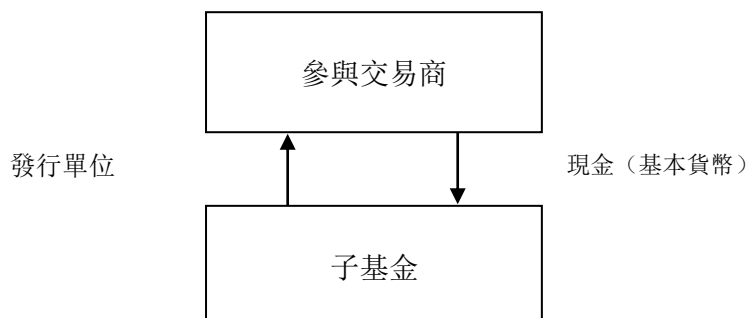 參與交易商
發行單位
現金（基本貨幣）
子基金